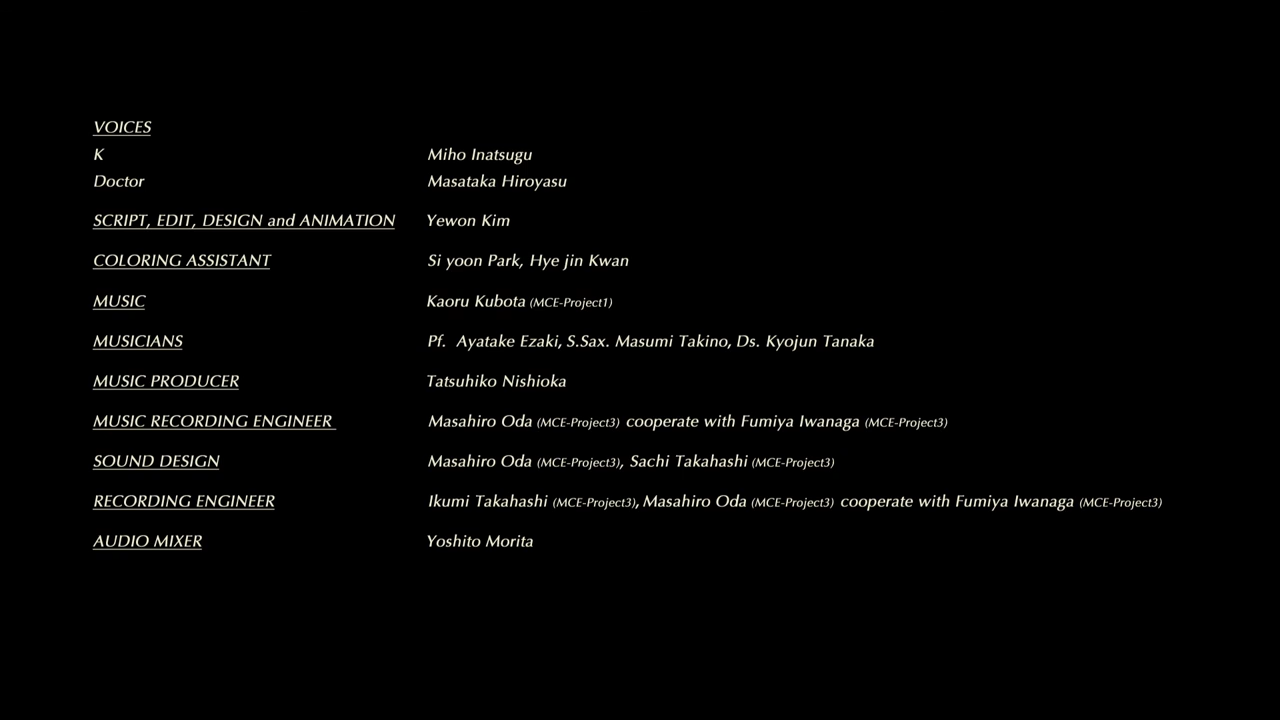 VOICES
K Miho Inatsugu
Doctor Masataka Hiroyasu
SCRIPT, EDIT, DESIGN and ANIMATION Yewon Kim
COLORING ASSISTANT Si yoon Park, Hye jin Kwan
MUSIC Kaoru Kubota (MCE-Project1)
MUSICIANS Pf. Ayatake Ezaki, S.Sax. Masumi Takino, Ds. Kyojun Tanaka
MUSIC PRODUCER Tatsuhiko Nishioka
MUSIC RECORDING ENGINEER Masahiro Oda (MCE-Project3) cooperate with Fumiya Iwanaga (MCE-Project3)
SOUND DESIGN Masahiro Oda (MCE-Project3), Sachi Takahashi (MCE-Project3)
RECORDING ENGINEER Ikumi Takahashi (MCE-Project3), Masahiro Oda (MCE-Project3) cooperate with Fumiya Iwanaga (MCE-Project3)
AUDIO MIXER Yoshito Morita